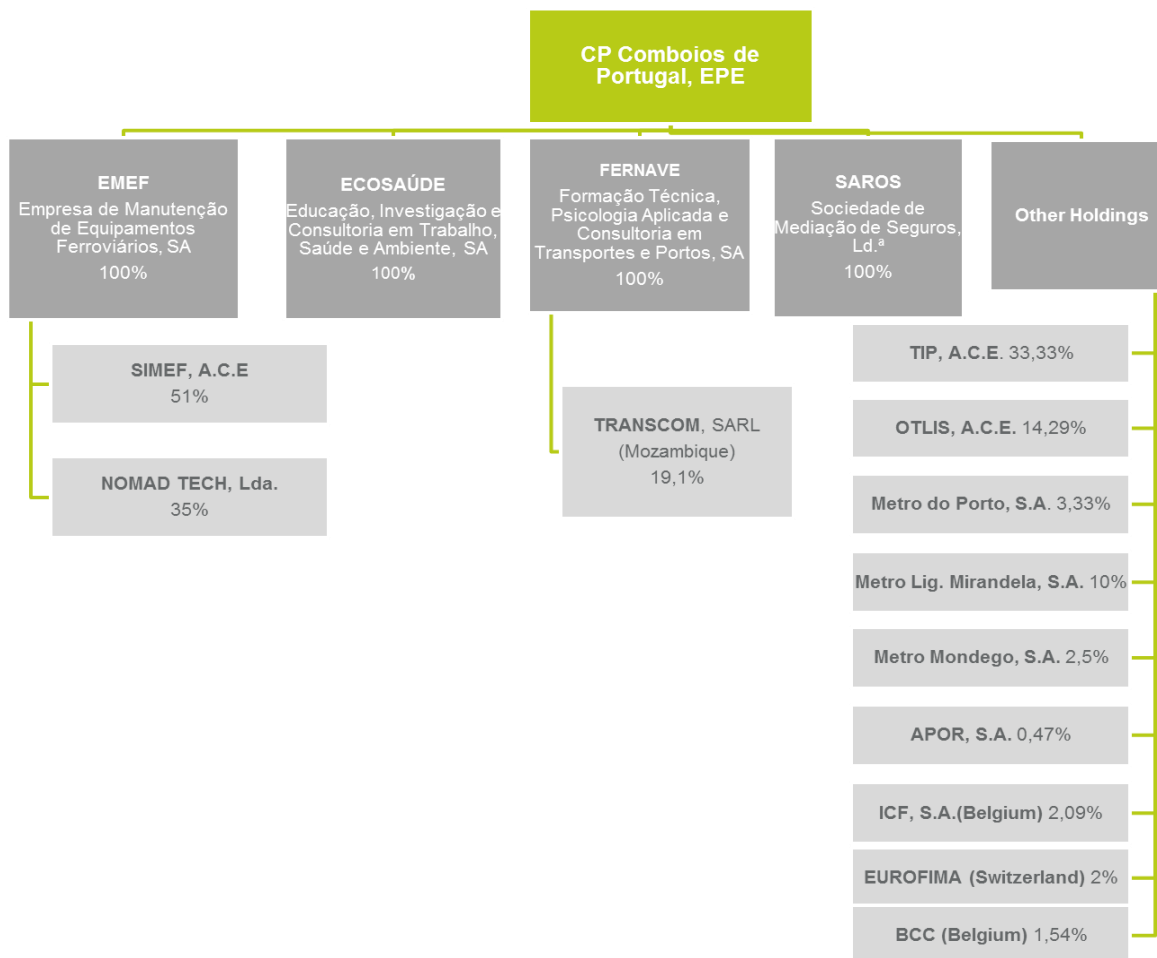 CP Comboios de
Portugal, EPE
EMEF
Empresa de Manutenção
de Equipamentos
Ferroviários, SA
100%
ECOSAÚDE
Educação, Investigação e
Consultoria em Trabalho,
Saúde e Ambiente, SA
100%
FERNAVE
Formação Técnica,
Psicologia Aplicada e
Consultoria em
Transportes e Portos, SA
100%
SAROS
Sociedade de
Mediação de Seguros,
Ld.ª
100%
Other Holdings
SIMEF, A.C.E
51%
NOMAD TECH, Lda.
35%
TRANSCOM, SARL
(Mozambique)
19,1%
TIP, A.C.E. 33,33%
OTLIS, A.C.E. 14,29%
Metro do Porto, S.A. 3,33%
Metro Lig. Mirandela, S.A. 10%
Metro Mondego, S.A. 2,5%
APOR, S.A. 0,47%
ICF, S.A.(Belgium) 2,09%
EUROFIMA (Switzerland) 2%
BCC (Belgium) 1,54%